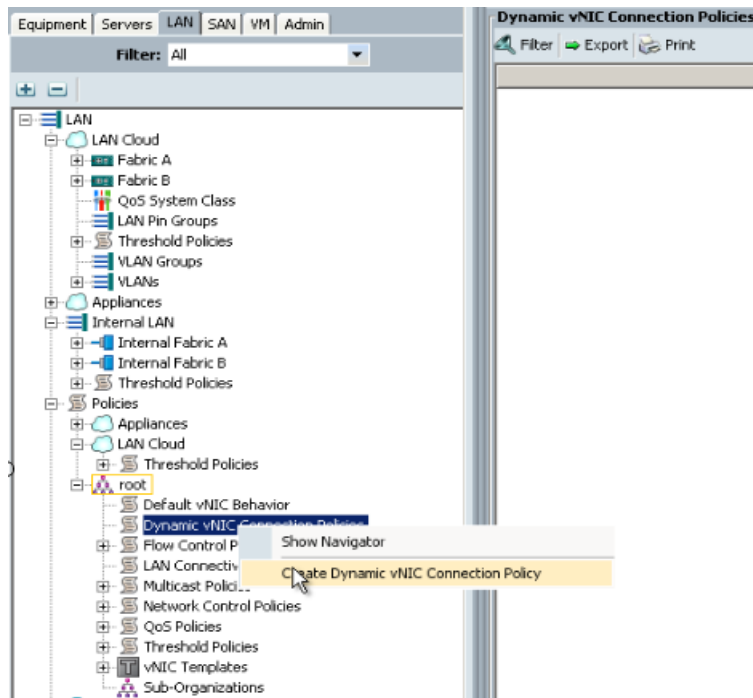 Equipment Servers LAN SAN VM Admin
Filter: All
LAN
LAN Cloud
Fabric A
Fabric B
QoS System Class
LAN Pin Groups
Threshold Policies
VLAN Groups
VLANs
Appliances
Internal LAN
Internal Fabric A
Internal Fabric B
Threshold Policies
Policies
Appliances
LAN Cloud
Threshold Policies
root
Default vNIC Behavior
Dynamic vNIC Connection Policies
Flow Control P
LAN Connectiv
Multicast Policies
Network Control Policies
QoS Policies
Threshold Policies
vNIC Templates
Sub-Organizations
Show Navigator
Create Dynamic vNIC Connection Policy
Dynamic vNIC Connection Policies
Filter Export Print